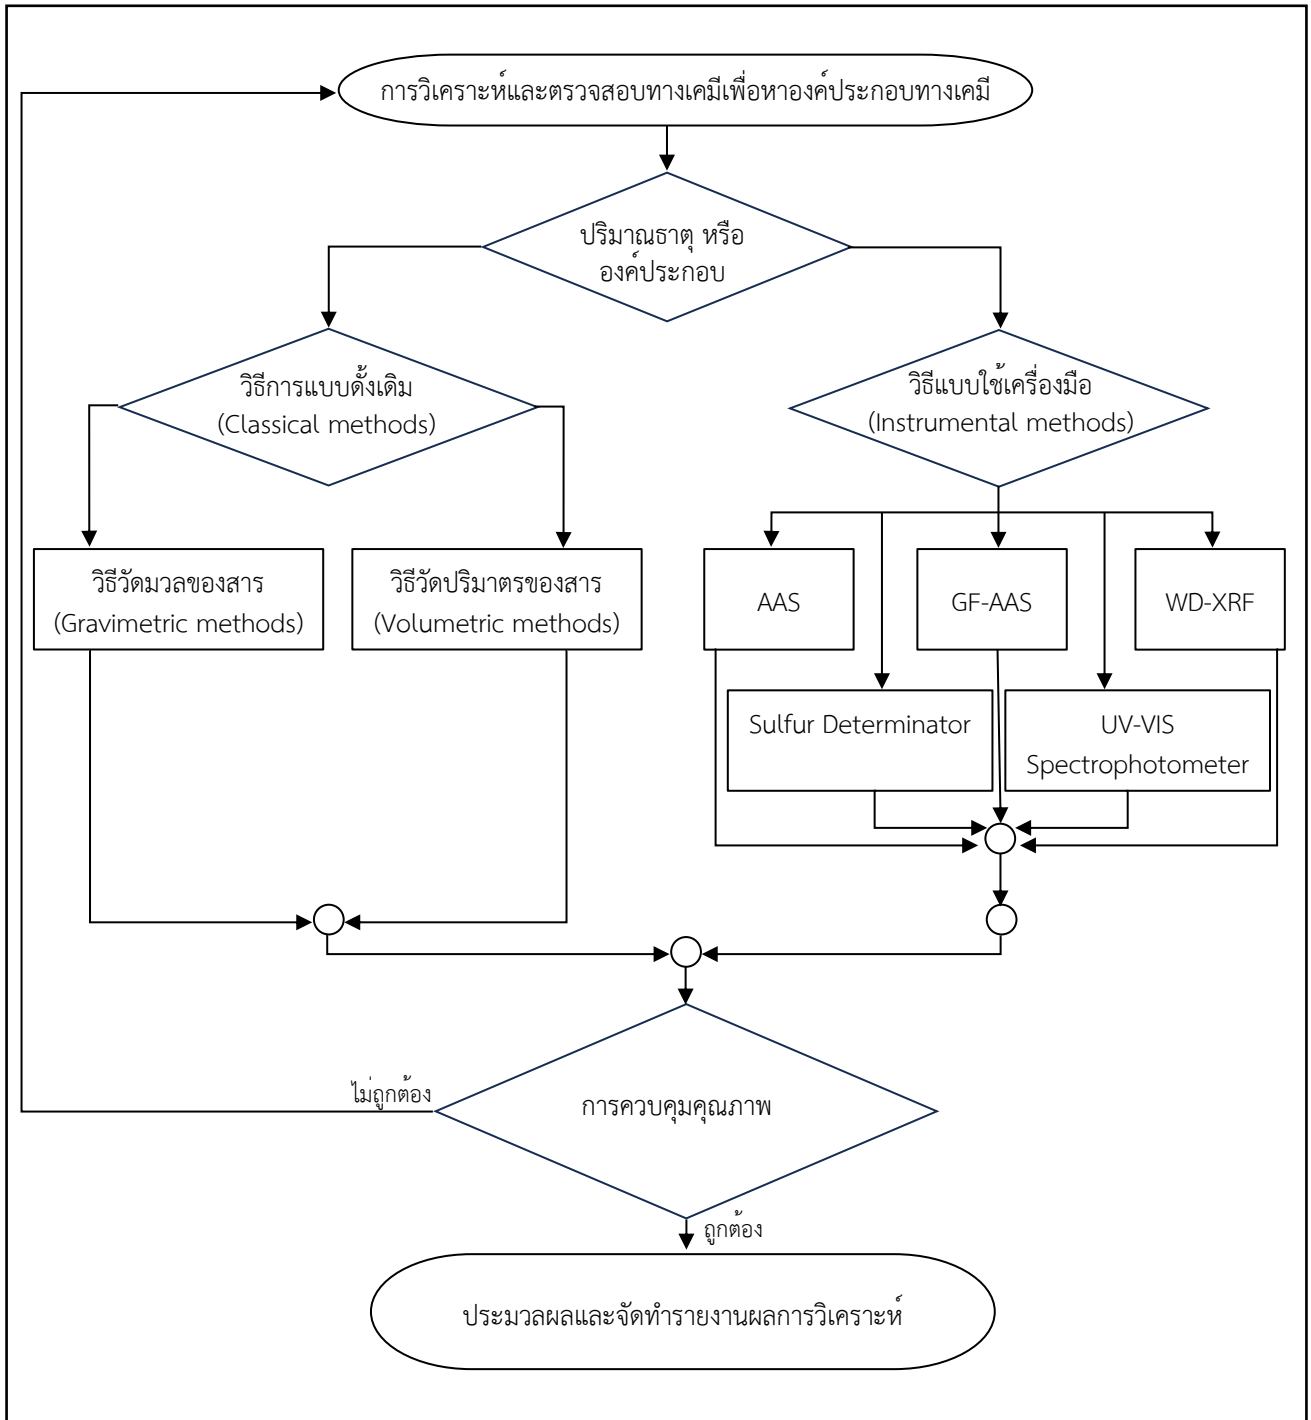 การวิเคราะห์และตรวจสอบทางเคมีเพื่อหาองค์ประกอบทางเคมี
ปริมาณธาตุ หรือ
องค์ประกอบ
วิธีการแบบดั้งเดิม
(Classical methods)
วิธีแบบใช้เครื่องมือ
(Instrumental methods)
วิธีวัดมวลของสาร
(Gravimetric methods)
วิธีวัดปริมาตรของสาร
(Volumetric methods)
AAS
GF-AAS
WD-XRF
Sulfur Determinator
UV-VIS
Spectrophotometer
ไม่ถูกต้อง
การควบคุมคุณภาพ
ถูกต้อง
ประมวลผลและจัดทำรายงานผลการวิเคราะห์